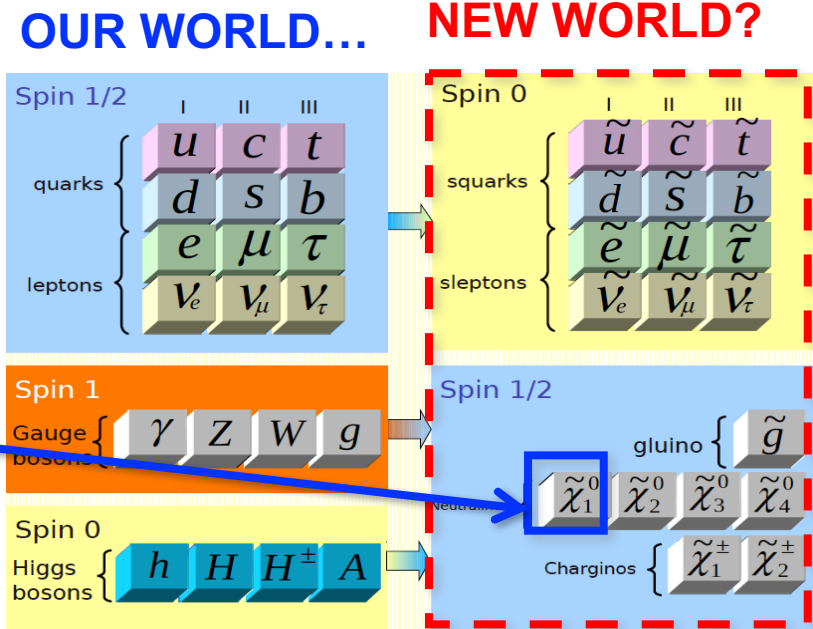 OUR WORLD… NEW WORLD?
Spin 1/2
I II III
quarks
u c t
d s b
leptons
e μ τ
νe νμ ντ
Spin 1
Gauge bosons
γ Z W g
Spin 0
Higgs
bosons
h H H± A
Spin 0
I II III
squarks
ũ c̃ t̃
d̃ s̃ b̃
sleptons
ẽ μ̃ τ̃
ν̃e ν̃μ ν̃τ
Spin 1/2
gluino
g̃
χ̃⁰₁ χ̃⁰₂ χ̃⁰₃ χ̃⁰₄
Charginos
χ̃±₁ χ̃±₂